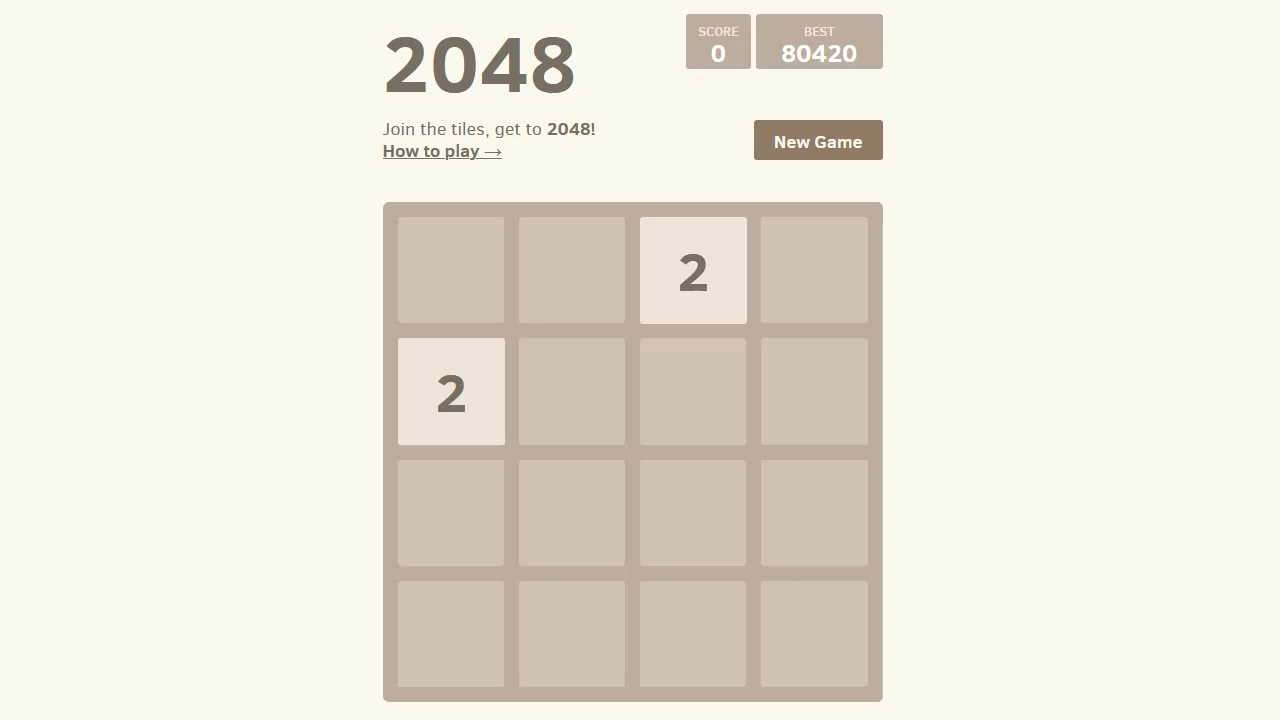 2048
SCORE
0
BEST
80420
Join the tiles, get to 2048!
How to play →
New Game
2
2